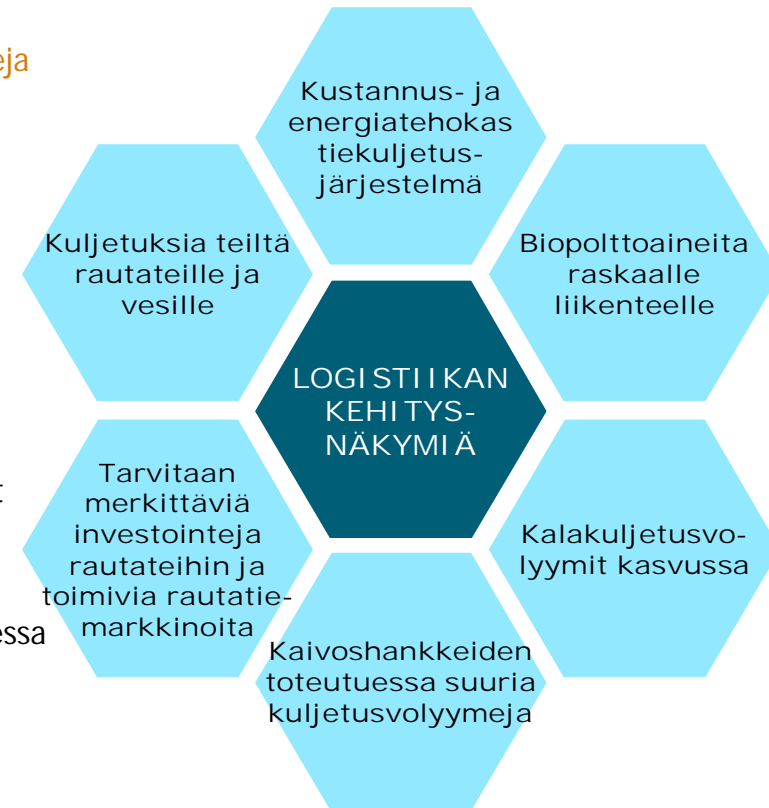 eja
Kustannus- ja
energiatehokas
tiekuljetus-
järjestelmä
Kuljetuksia teiltä
rautateille ja
vesille
Biopolttoaineita
raskaalle
liikenteelle
LOGISTIIKAN
KEHITYS-
NÄKYMIÄ
Tarvitaan
merkittäviä
investointeja
rautateihin ja
toimivia rautatie-
markkinoita
t
essa
Kalakuljetusvo-
lyymit kasvussa
Kaivoshankkeiden
toteutuessa suuria
kuljetusvolyymeja